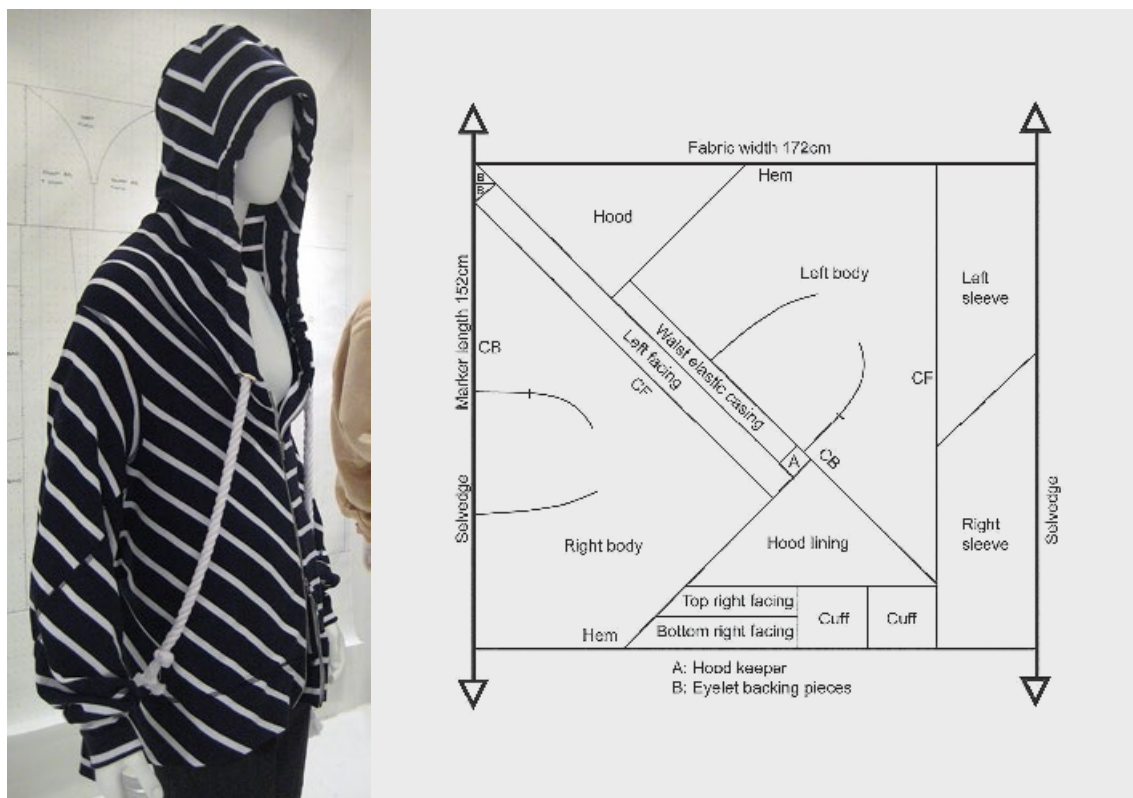 Fabric width 172cm
Hem
B
B
Hood
Left body
Left
sleeve
Marker length 152cm
CB
Waist elastic casing
Left facing
CF
CF
A
CB
Selvedge
Right body
Hood lining
Right
sleeve
Selvedge
Top right facing
Cuff
Cuff
Hem
Bottom right facing
A: Hood keeper
B: Eyelet backing pieces